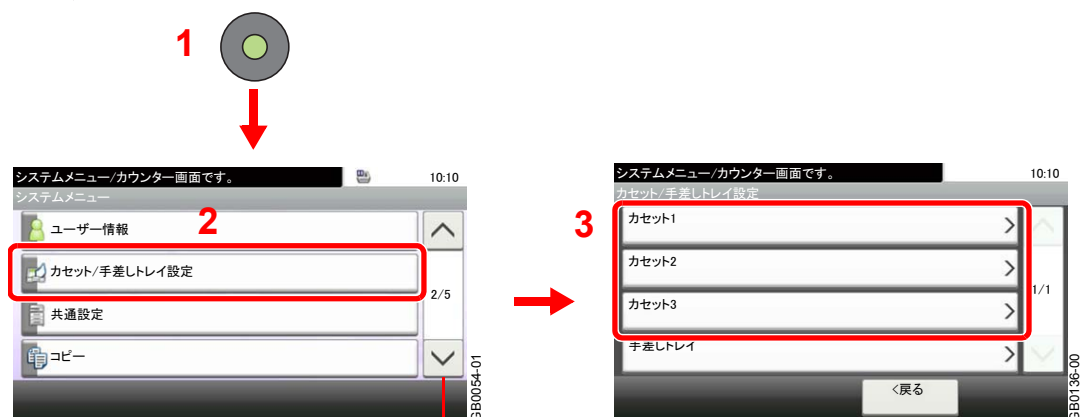 1
システムメニュー/カウンター画面です。 10:10
システムメニュー
2
ユーザー情報
カセット/手差しトレイ設定
2/5
共通設定
コピー
GB0054-01
3
システムメニュー/カウンター画面です。 10:10
カセット/手差しトレイ設定
カセット1
カセット2
1/1
カセット3
手差しトレイ
<戻る
GB0136-00